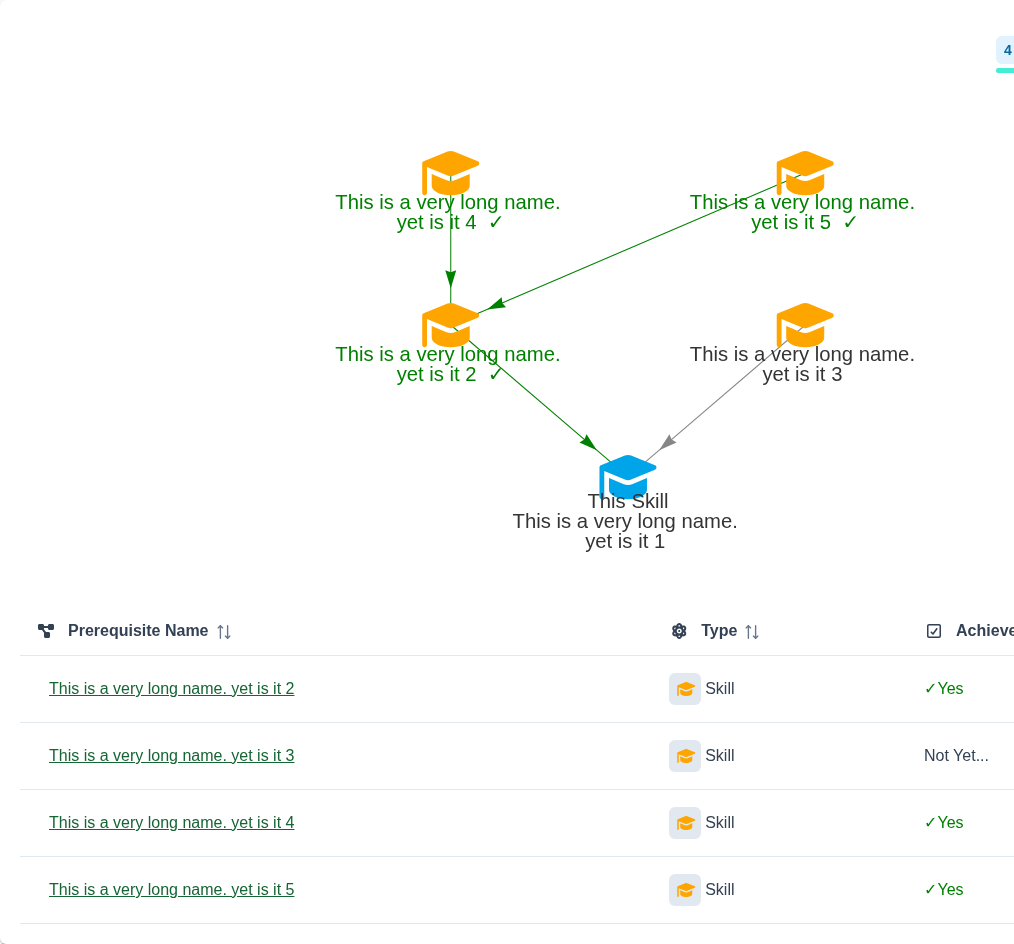 4
This is a very long name.
yet is it 4 ✓
This is a very long name.
yet is it 5 ✓
This is a very long name.
yet is it 2 ✓
This is a very long name.
yet is it 3
This Skill
This is a very long name.
yet is it 1
Prerequisite Name Type Achieve
This is a very long name. yet is it 2 Skill ✓Yes
This is a very long name. yet is it 3 Skill Not Yet...
This is a very long name. yet is it 4 Skill ✓Yes
This is a very long name. yet is it 5 Skill ✓Yes